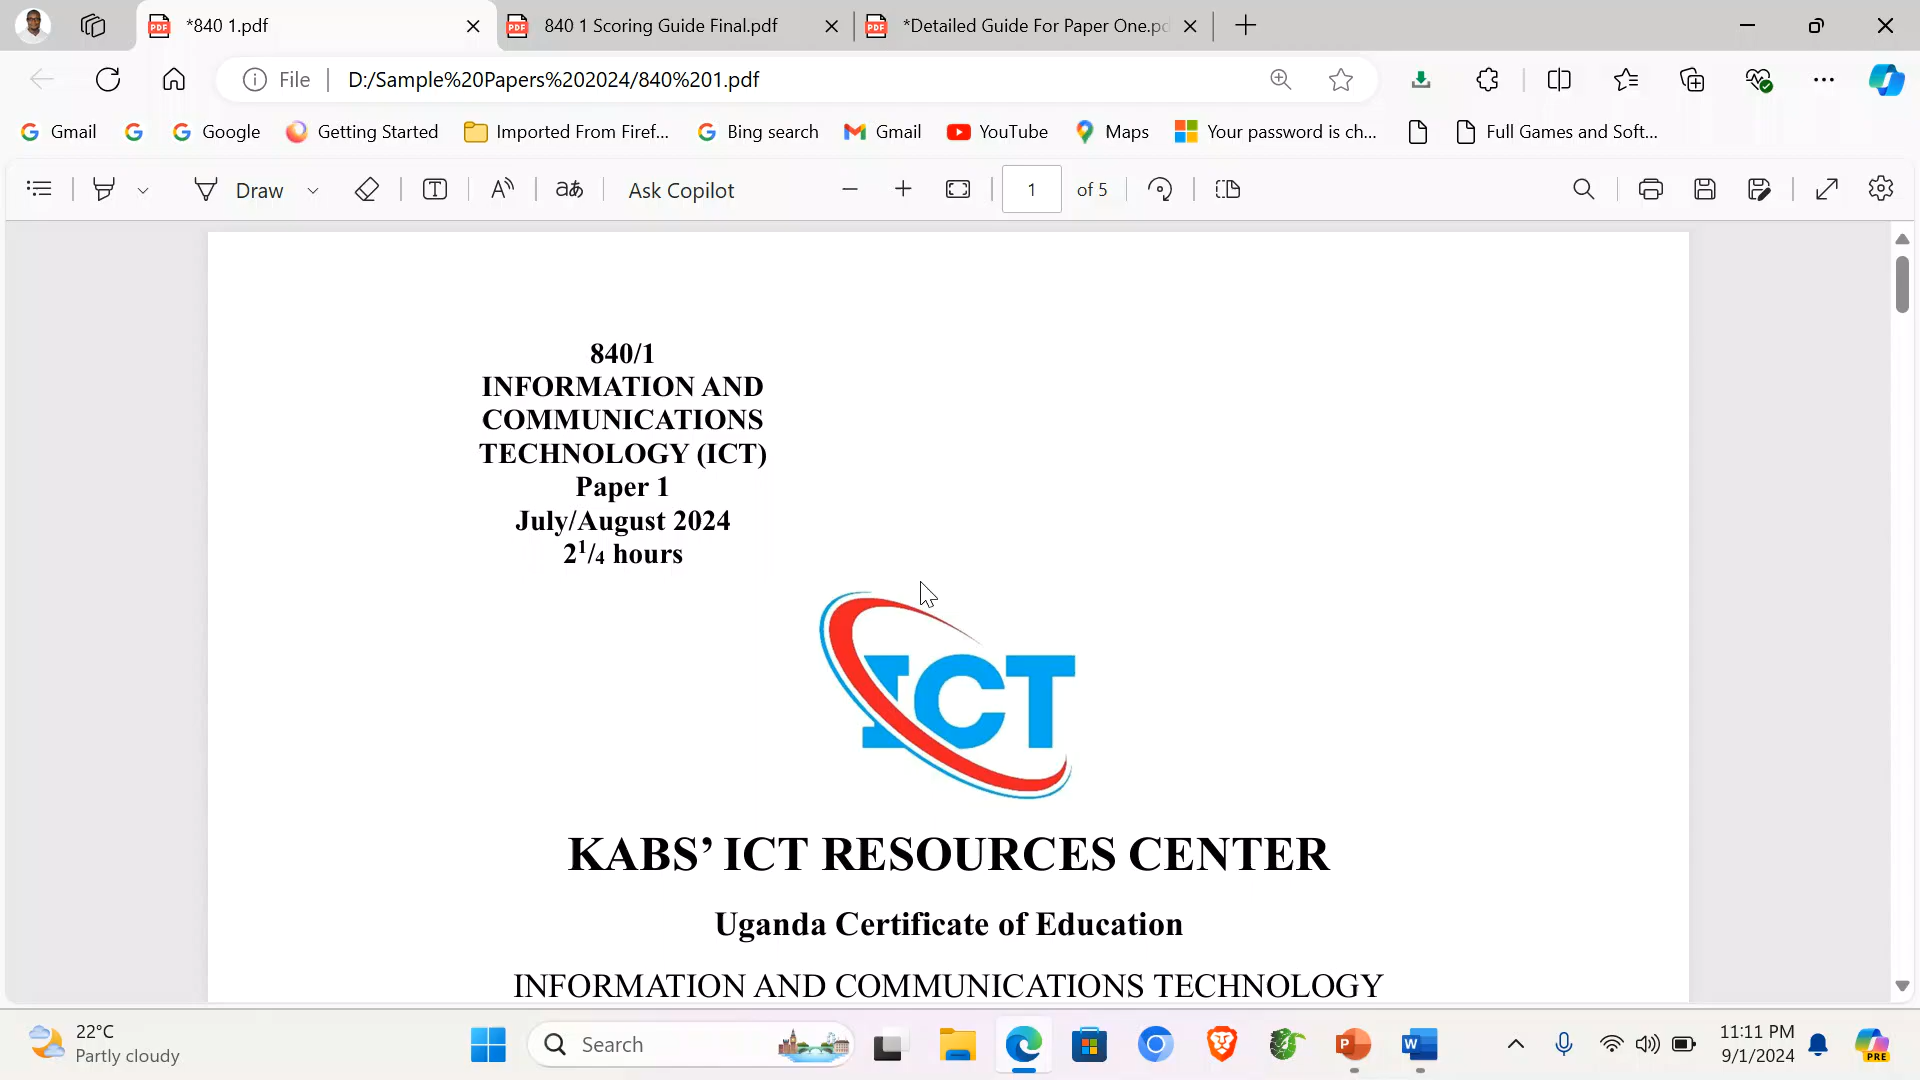 *840 1.pdf
840 1 Scoring Guide Final.pdf
*Detailed Guide For Paper One.pd
File
D:/Sample%20Papers%202024/840%201.pdf
Gmail
Google
Getting Started
Imported From Firef...
Bing search
Gmail
YouTube
Maps
Your password is ch...
Full Games and Soft...
Draw
Ask Copilot
1
of 5
840/1
INFORMATION AND
COMMUNICATIONS
TECHNOLOGY (ICT)
Paper 1
July/August 2024
2¹/₄ hours
ICT
KABS’ ICT RESOURCES CENTER
Uganda Certificate of Education
INFORMATION AND COMMUNICATIONS TECHNOLOGY
22°C
Partly cloudy
Search
11:11 PM
9/1/2024
PRE